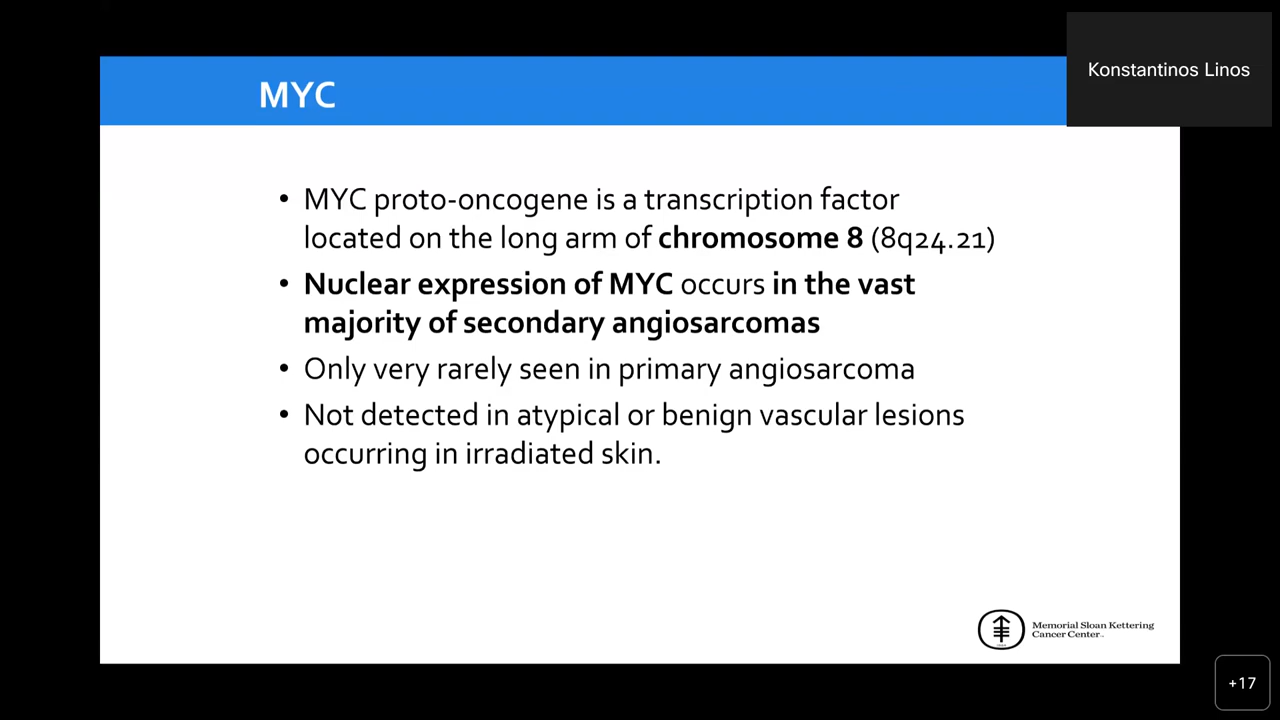 Konstantinos Linos
MYC
• MYC proto-oncogene is a transcription factor
located on the long arm of chromosome 8 (8q24.21)
• Nuclear expression of MYC occurs in the vast
majority of secondary angiosarcomas
• Only very rarely seen in primary angiosarcoma
• Not detected in atypical or benign vascular lesions
occurring in irradiated skin.
Memorial Sloan Kettering
Cancer Center
+17